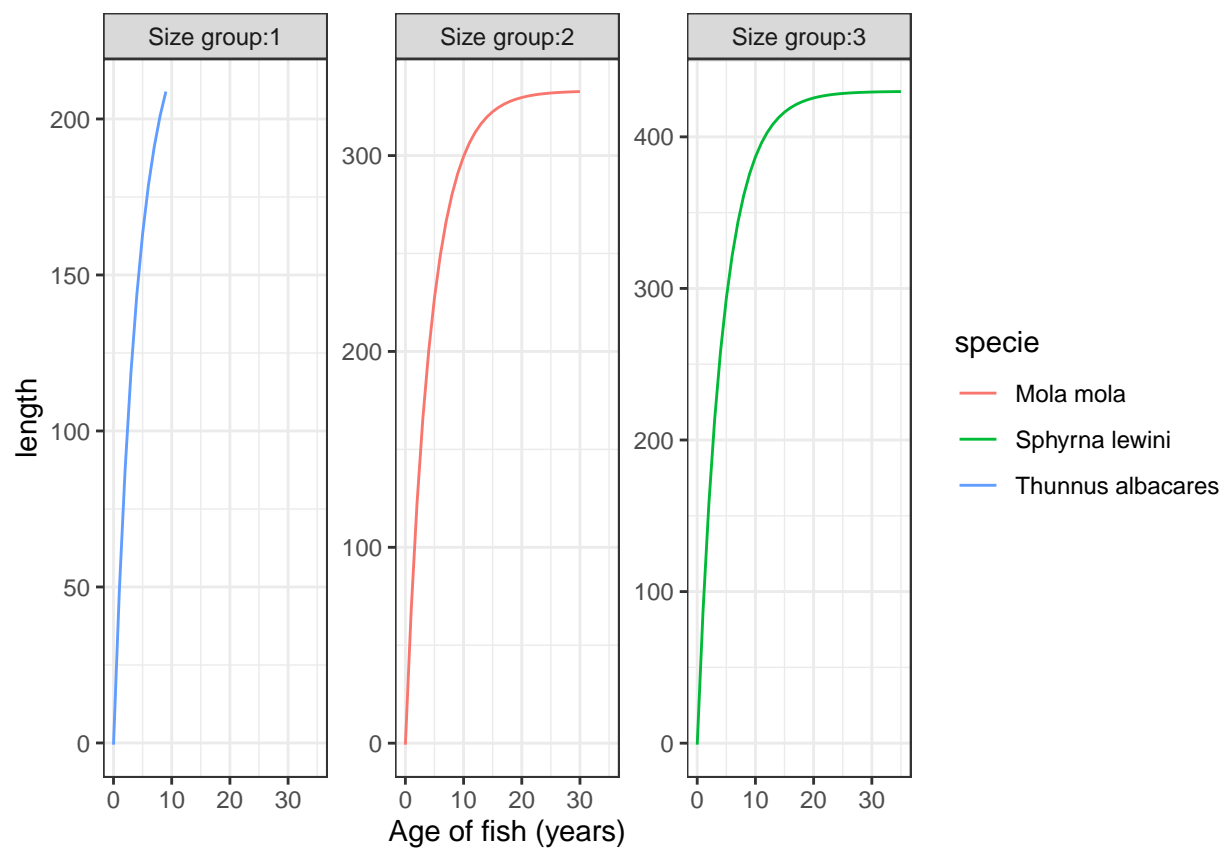 Size group:1
Size group:2
Size group:3
length
200
150
100
50
0
300
200
100
0
400
300
200
100
0
0 10 20 30
0 10 20 30
0 10 20 30
Age of fish (years)
specie
Mola mola
Sphyrna lewini
Thunnus albacares